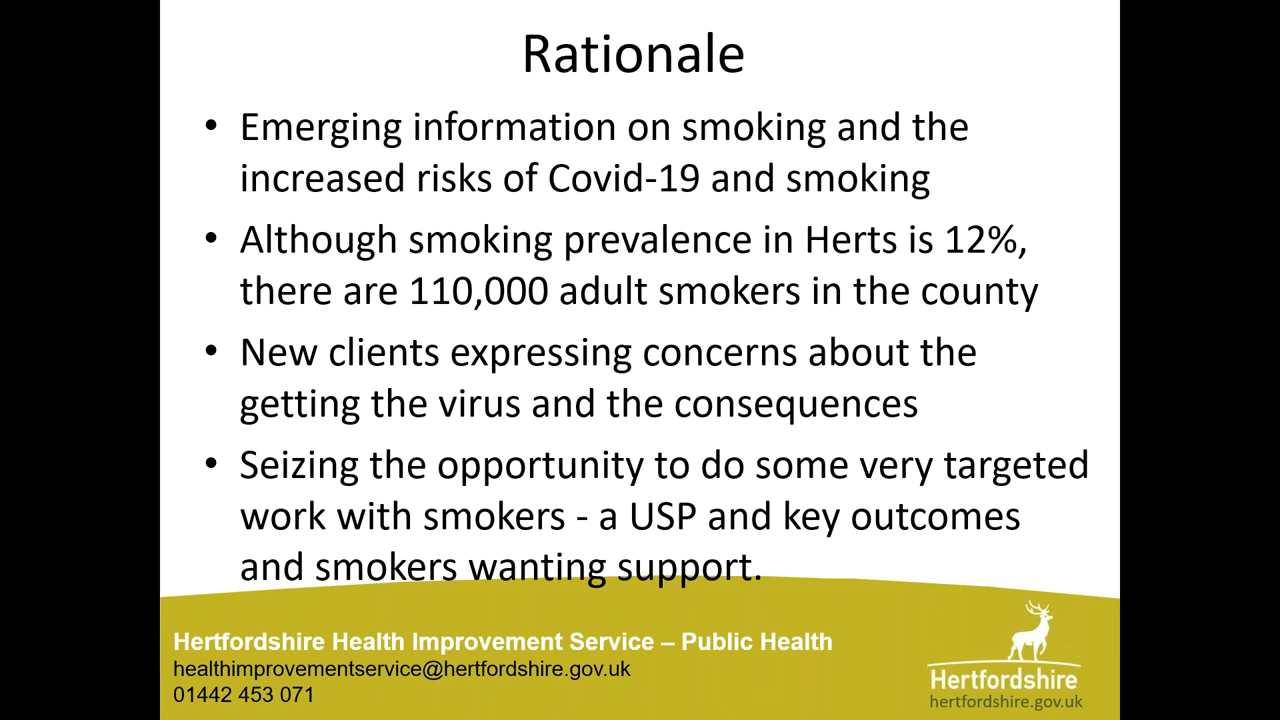 Rationale
• Emerging information on smoking and the
increased risks of Covid-19 and smoking
• Although smoking prevalence in Herts is 12%,
there are 110,000 adult smokers in the county
• New clients expressing concerns about the
getting the virus and the consequences
• Seizing the opportunity to do some very targeted
work with smokers - a USP and key outcomes
and smokers wanting support.
Hertfordshire Health Improvement Service – Public Health
healthimprovementservice@hertfordshire.gov.uk
01442 453 071
Hertfordshire
hertfordshire.gov.uk